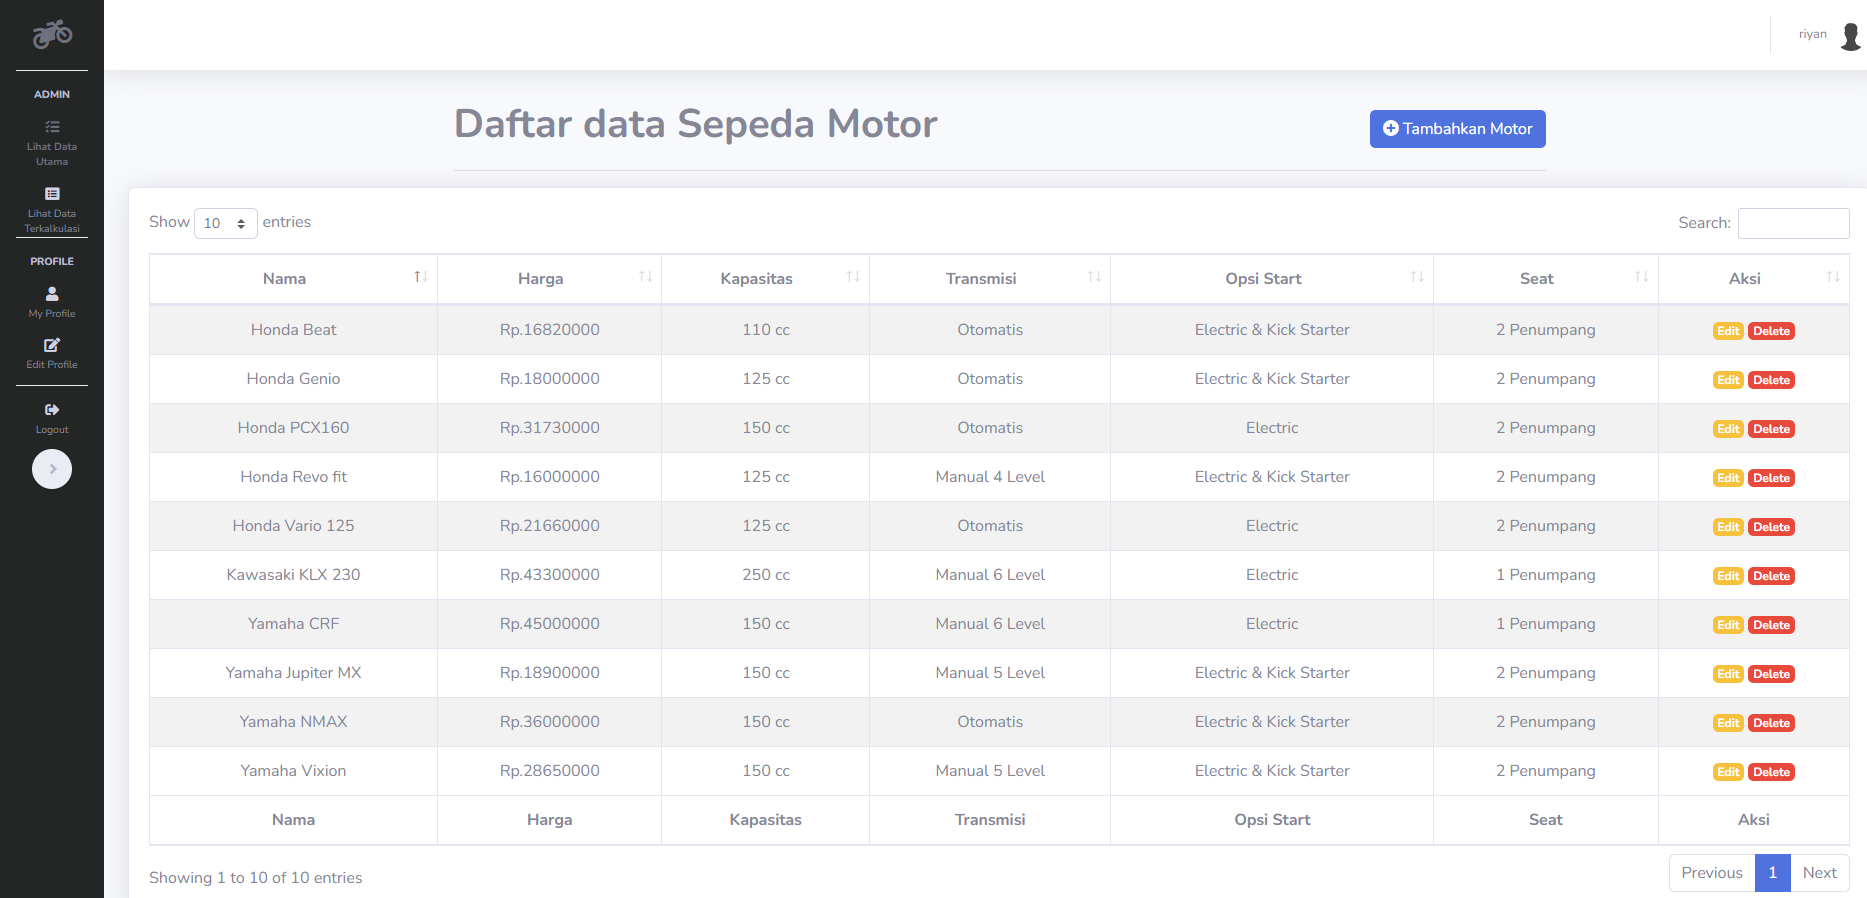 riyan
ADMIN
Lihat Data
Utama
Lihat Data
Terkalkulasi
PROFILE
My Profile
Edit Profile
Logout
Daftar data Sepeda Motor
Tambahkan Motor
Show 10 entries
Search:
Nama Harga Kapasitas Transmisi Opsi Start Seat Aksi
Honda Beat Rp.16820000 110 cc Otomatis Electric & Kick Starter 2 Penumpang Edit Delete
Honda Genio Rp.18000000 125 cc Otomatis Electric & Kick Starter 2 Penumpang Edit Delete
Honda PCX160 Rp.31730000 150 cc Otomatis Electric 2 Penumpang Edit Delete
Honda Revo fit Rp.16000000 125 cc Manual 4 Level Electric & Kick Starter 2 Penumpang Edit Delete
Honda Vario 125 Rp.21660000 125 cc Otomatis Electric 2 Penumpang Edit Delete
Kawasaki KLX 230 Rp.43300000 250 cc Manual 6 Level Electric 1 Penumpang Edit Delete
Yamaha CRF Rp.45000000 150 cc Manual 6 Level Electric 1 Penumpang Edit Delete
Yamaha Jupiter MX Rp.18900000 150 cc Manual 5 Level Electric & Kick Starter 2 Penumpang Edit Delete
Yamaha NMAX Rp.36000000 150 cc Otomatis Electric & Kick Starter 2 Penumpang Edit Delete
Yamaha Vixion Rp.28650000 150 cc Manual 5 Level Electric & Kick Starter 2 Penumpang Edit Delete
Nama Harga Kapasitas Transmisi Opsi Start Seat Aksi
Showing 1 to 10 of 10 entries
Previous 1 Next